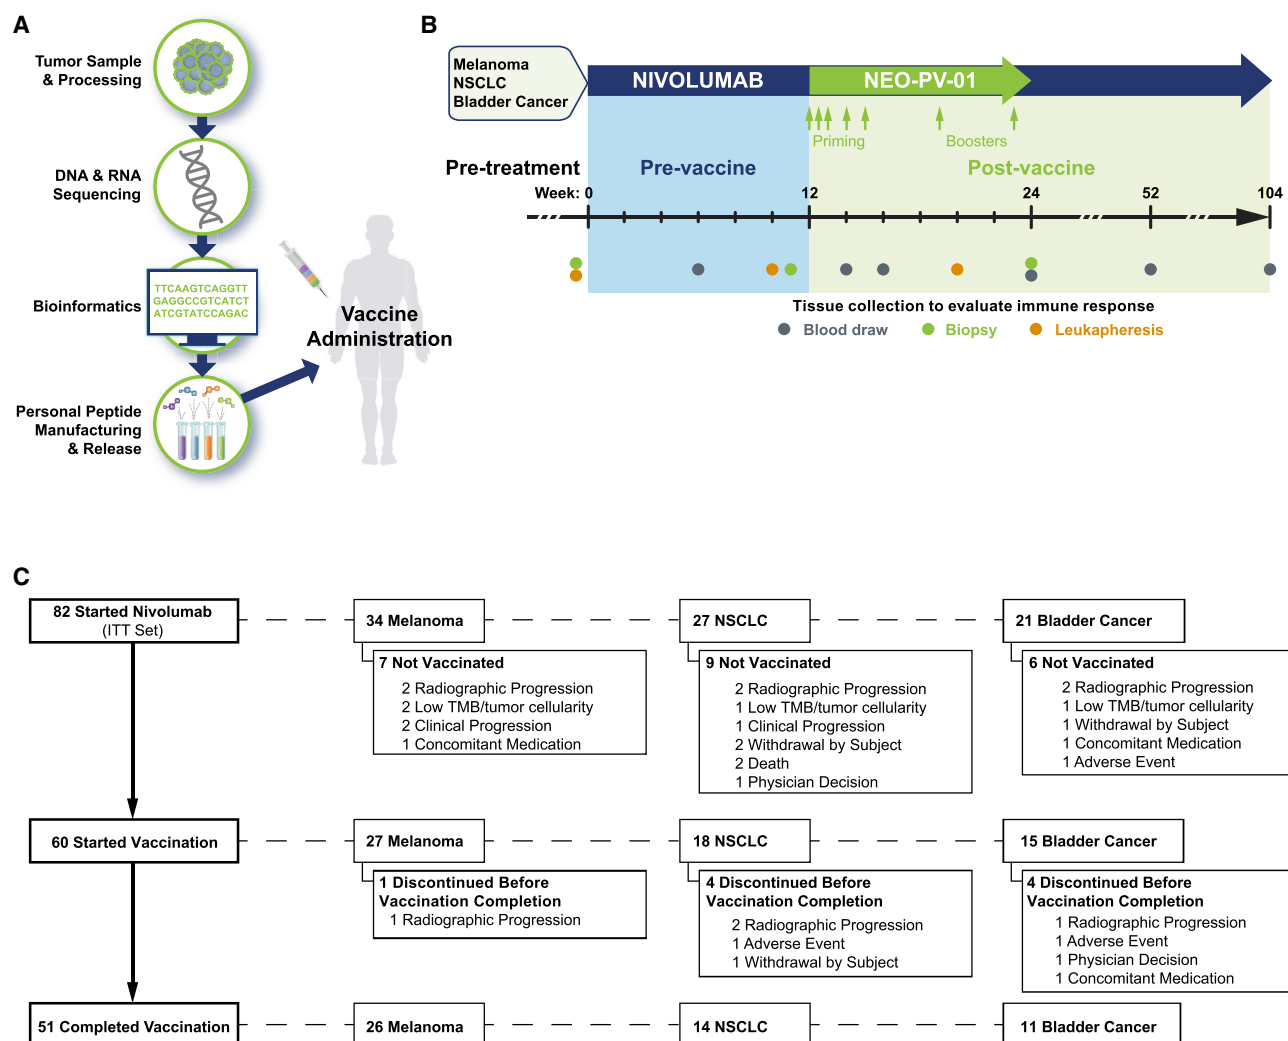 A
Tumor Sample
& Processing
DNA & RNA
Sequencing
Bioinformatics
TTCAAGTCAGGTT
GAGGCCGTCATCT
ATCGTATCCAGAC
Personal Peptide
Manufacturing
& Release
Vaccine
Administration
B
Melanoma
NSCLC
Bladder Cancer
NIVOLUMAB
NEO-PV-01
Priming
Boosters
Pre-treatment
Pre-vaccine
Post-vaccine
Week: 0
12
24
52
104
Tissue collection to evaluate immune response
Blood draw
Biopsy
Leukapheresis
C
82 Started Nivolumab
(ITT Set)
34 Melanoma
27 NSCLC
21 Bladder Cancer
7 Not Vaccinated
2 Radiographic Progression
2 Low TMB/tumor cellularity
2 Clinical Progression
1 Concomitant Medication
9 Not Vaccinated
2 Radiographic Progression
1 Low TMB/tumor cellularity
1 Clinical Progression
2 Withdrawal by Subject
2 Death
1 Physician Decision
6 Not Vaccinated
2 Radiographic Progression
1 Low TMB/tumor cellularity
1 Withdrawal by Subject
1 Concomitant Medication
1 Adverse Event
60 Started Vaccination
27 Melanoma
18 NSCLC
15 Bladder Cancer
1 Discontinued Before
Vaccination Completion
1 Radiographic Progression
4 Discontinued Before
Vaccination Completion
2 Radiographic Progression
1 Adverse Event
1 Withdrawal by Subject
4 Discontinued Before
Vaccination Completion
1 Radiographic Progression
1 Adverse Event
1 Physician Decision
1 Concomitant Medication
51 Completed Vaccination
26 Melanoma
14 NSCLC
11 Bladder Cancer